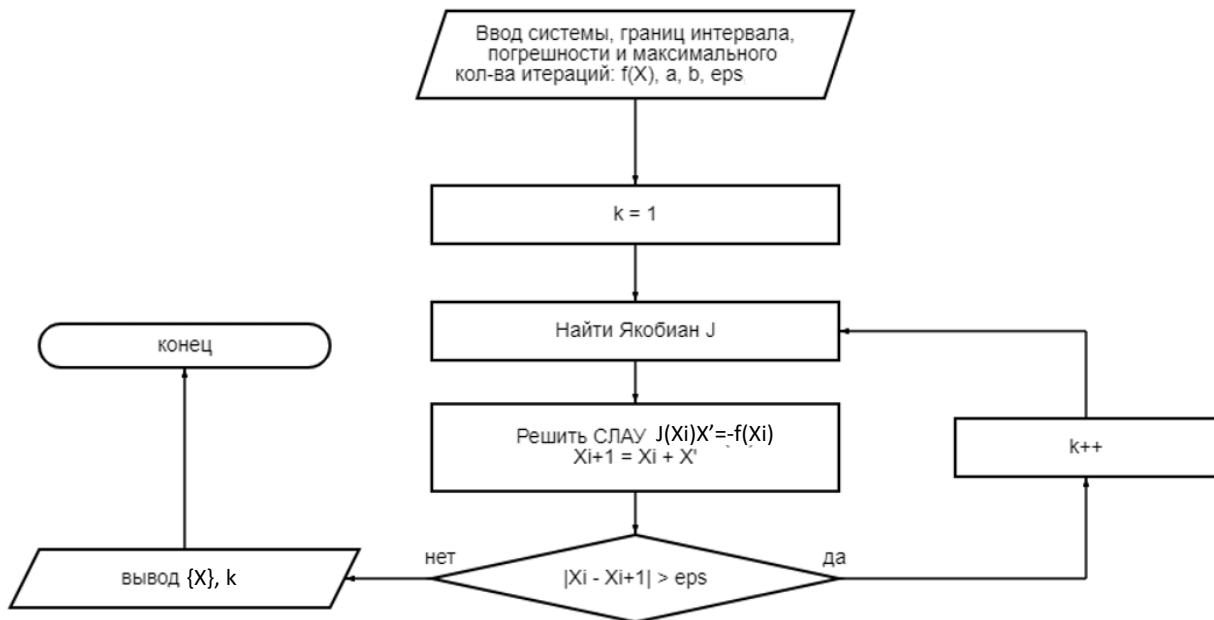 Ввод системы, границ интервала,
погрешности и максимального
кол-ва итераций: f(X), a, b, eps
k = 1
Найти Якобиан J
Решить СЛАУ J(Xi)X’=-f(Xi)
Xi+1 = Xi + X'
|Xi - Xi+1| > eps
да
k++
нет
вывод {X}, k
конец